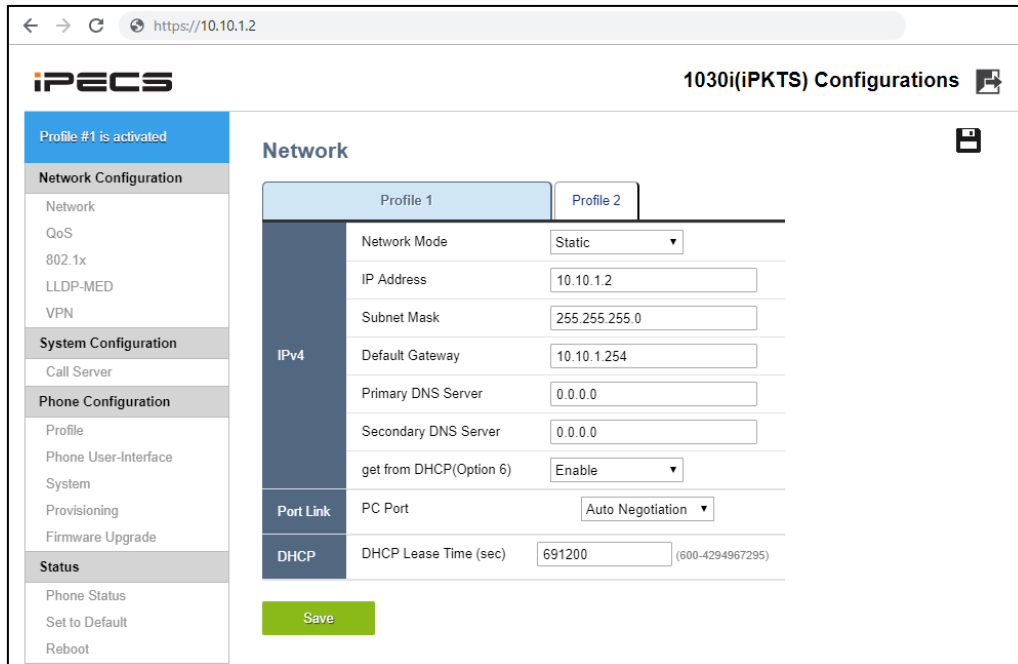 https://10.10.1.2
iPECS
1030i(iPKTS) Configurations
Profile #1 is activated
Network Configuration
Network
QoS
802.1x
LLDP-MED
VPN
System Configuration
Call Server
Phone Configuration
Profile
Phone User-Interface
System
Provisioning
Firmware Upgrade
Status
Phone Status
Set to Default
Reboot
Network
Profile 1 Profile 2
IPv4
Network Mode Static
IP Address 10.10.1.2
Subnet Mask 255.255.255.0
Default Gateway 10.10.1.254
Primary DNS Server 0.0.0.0
Secondary DNS Server 0.0.0.0
get from DHCP(Option 6) Enable
Port Link PC Port Auto Negotiation
DHCP DHCP Lease Time (sec) 691200 (600-4294967295)
Save